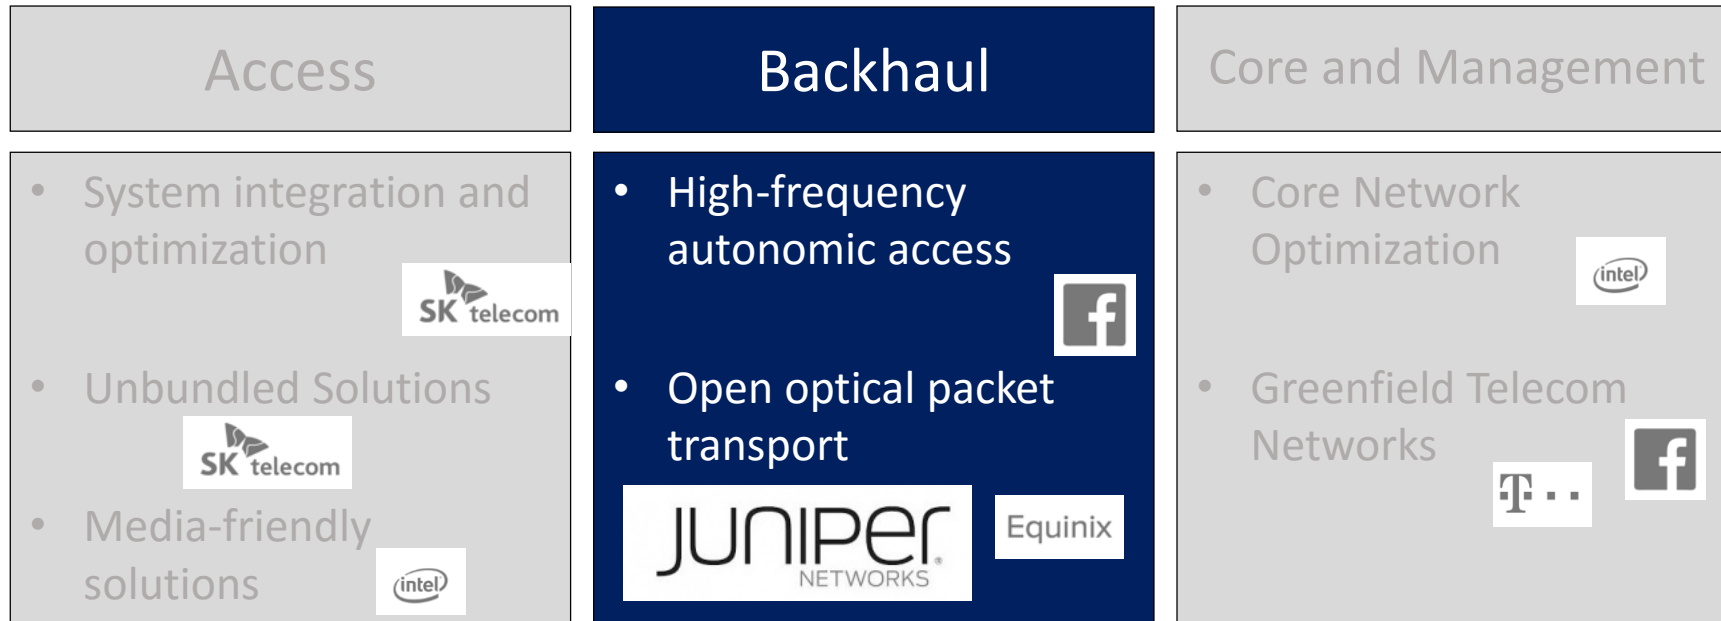 Access
Backhaul
Core and Management
• System integration and
optimization
SK telecom
• Unbundled Solutions
SK telecom
• Media-friendly
solutions
intel
• High-frequency
autonomic access
f
• Open optical packet
transport
JUNIPER
NETWORKS
Equinix
• Core Network
Optimization
intel
• Greenfield Telecom
Networks
T
f